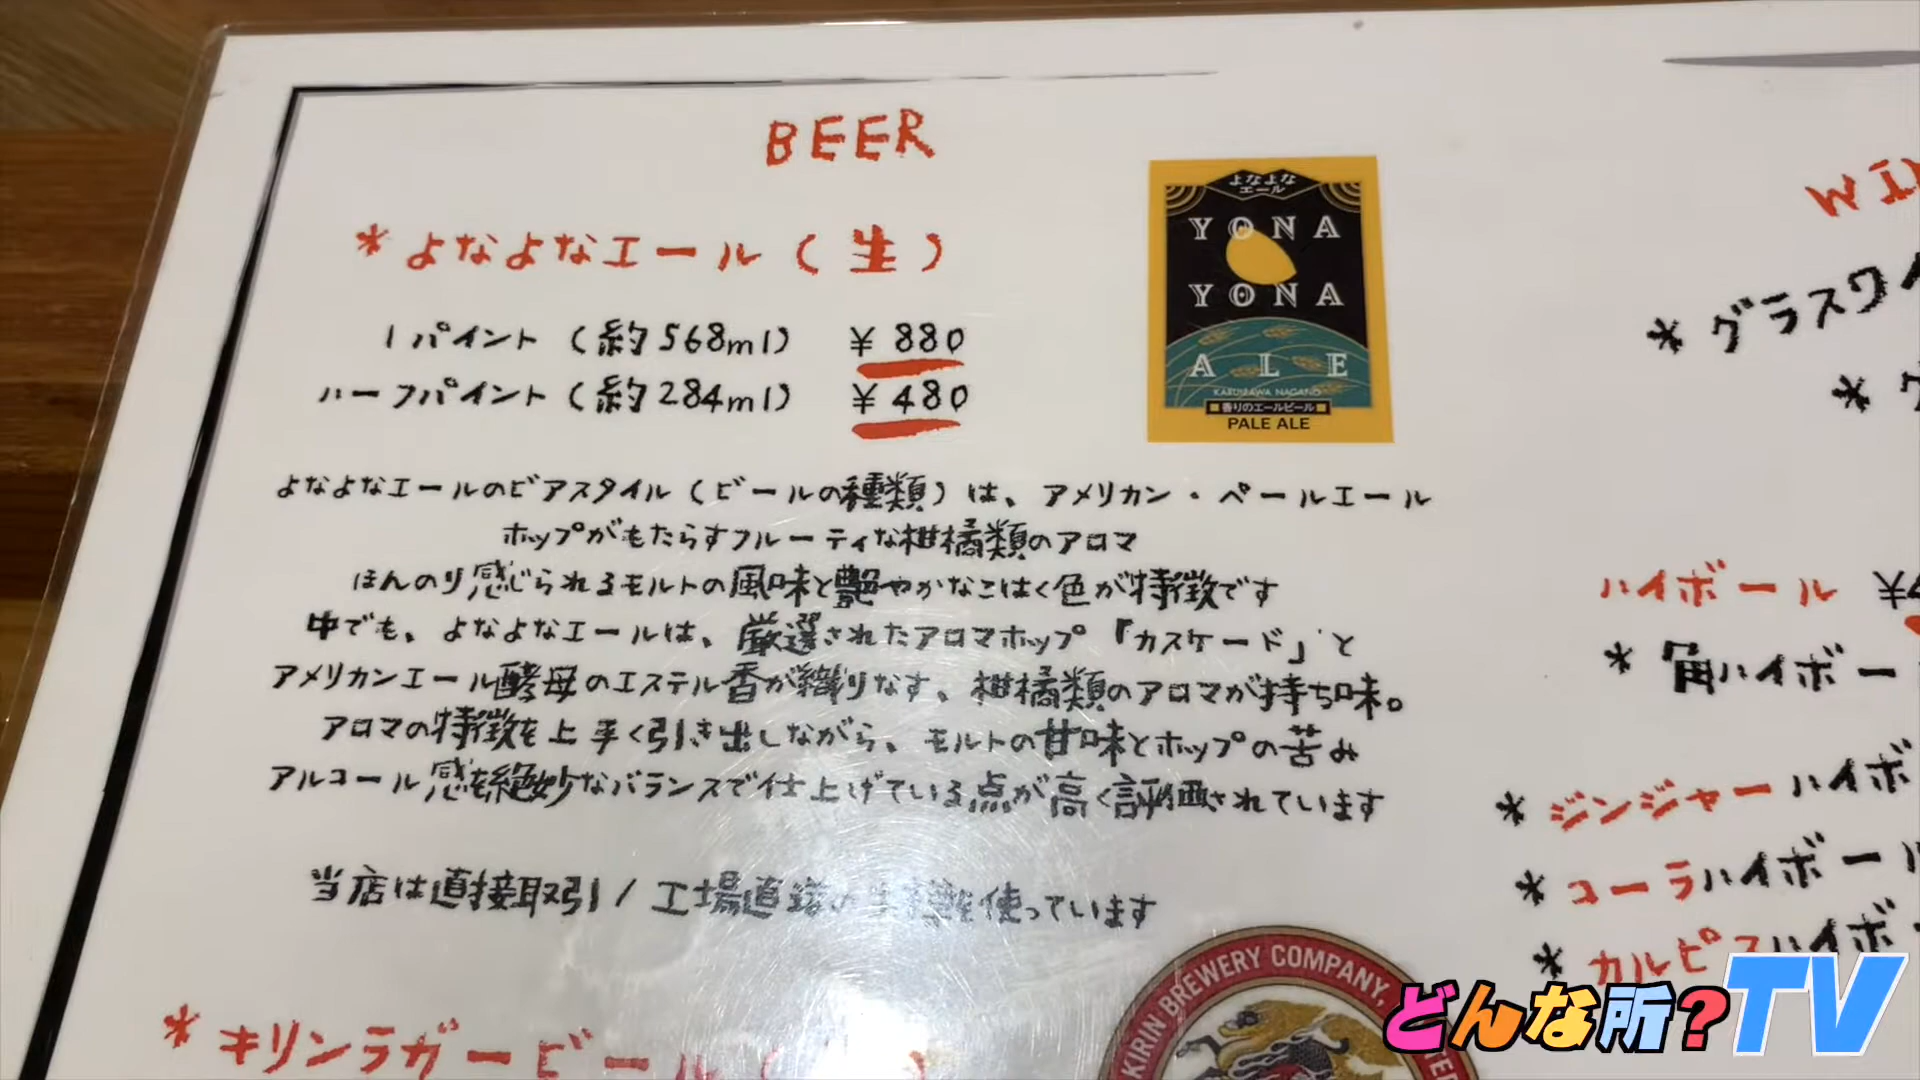 BEER
* よなよなエール (生)
1パイント (約568ml) ¥880
ハーフパイント (約284ml) ¥480
よなよなエールのビアスタイル (ビールの種類) は、アメリカン・ペールエール
ホップがもたらすフルーティな柑橘類のアロマ
ほんのり感じられるモルトの風味と艶やかなこはく色が特徴です
中でも、よなよなエールは、厳選されたアロマホップ「カスケード」と
アメリカンエール酵母のエステル香が織りなす、柑橘類のアロマが持ち味。
アロマの特徴を上手く引き出しながら、モルトの甘味とホップの苦み
アルコール感を絶妙なバランスで仕上げている点が高く評価されています
当店は直接取引/工場直送の を使っています
* キリンラガービール (
よなよな
エール
YONA
YONA
ALE
KARUIZAWA NAGANO
香りのエールビール
PALE ALE
KIRIN BREWERY COMPANY,
* グラスワイ
*
ハイボール ¥4
* 角ハイボー
* ジンジャーハイボ
* コーラハイボール
* カルピスハイボ
どんな所?TV